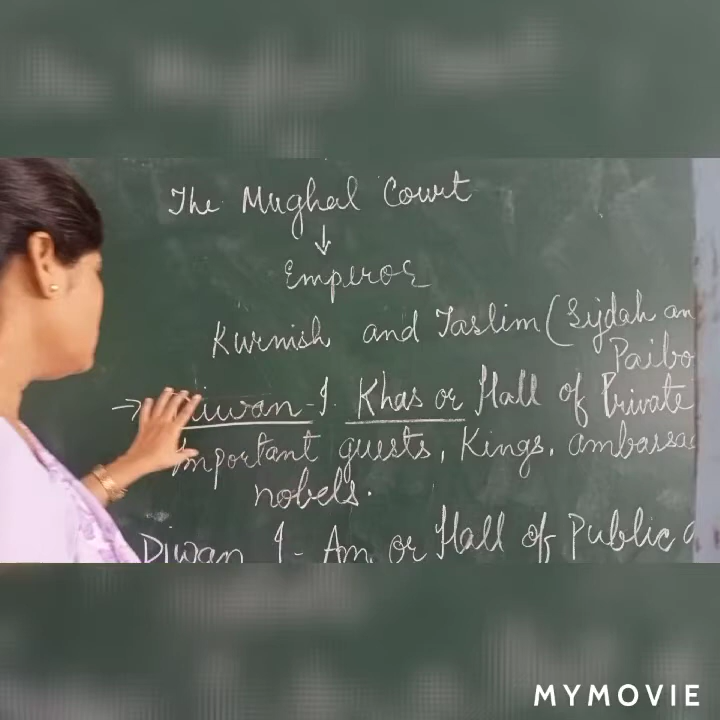 The Mughal Court
↓
Emperor
Kurnish and Taslim (Sijdah an
Paibo
→ Diwan-I. Khas or Hall of Private
important guests, Kings, ambassa
nobels.
Diwan I-Am or Hall of Public
MYMOVIE